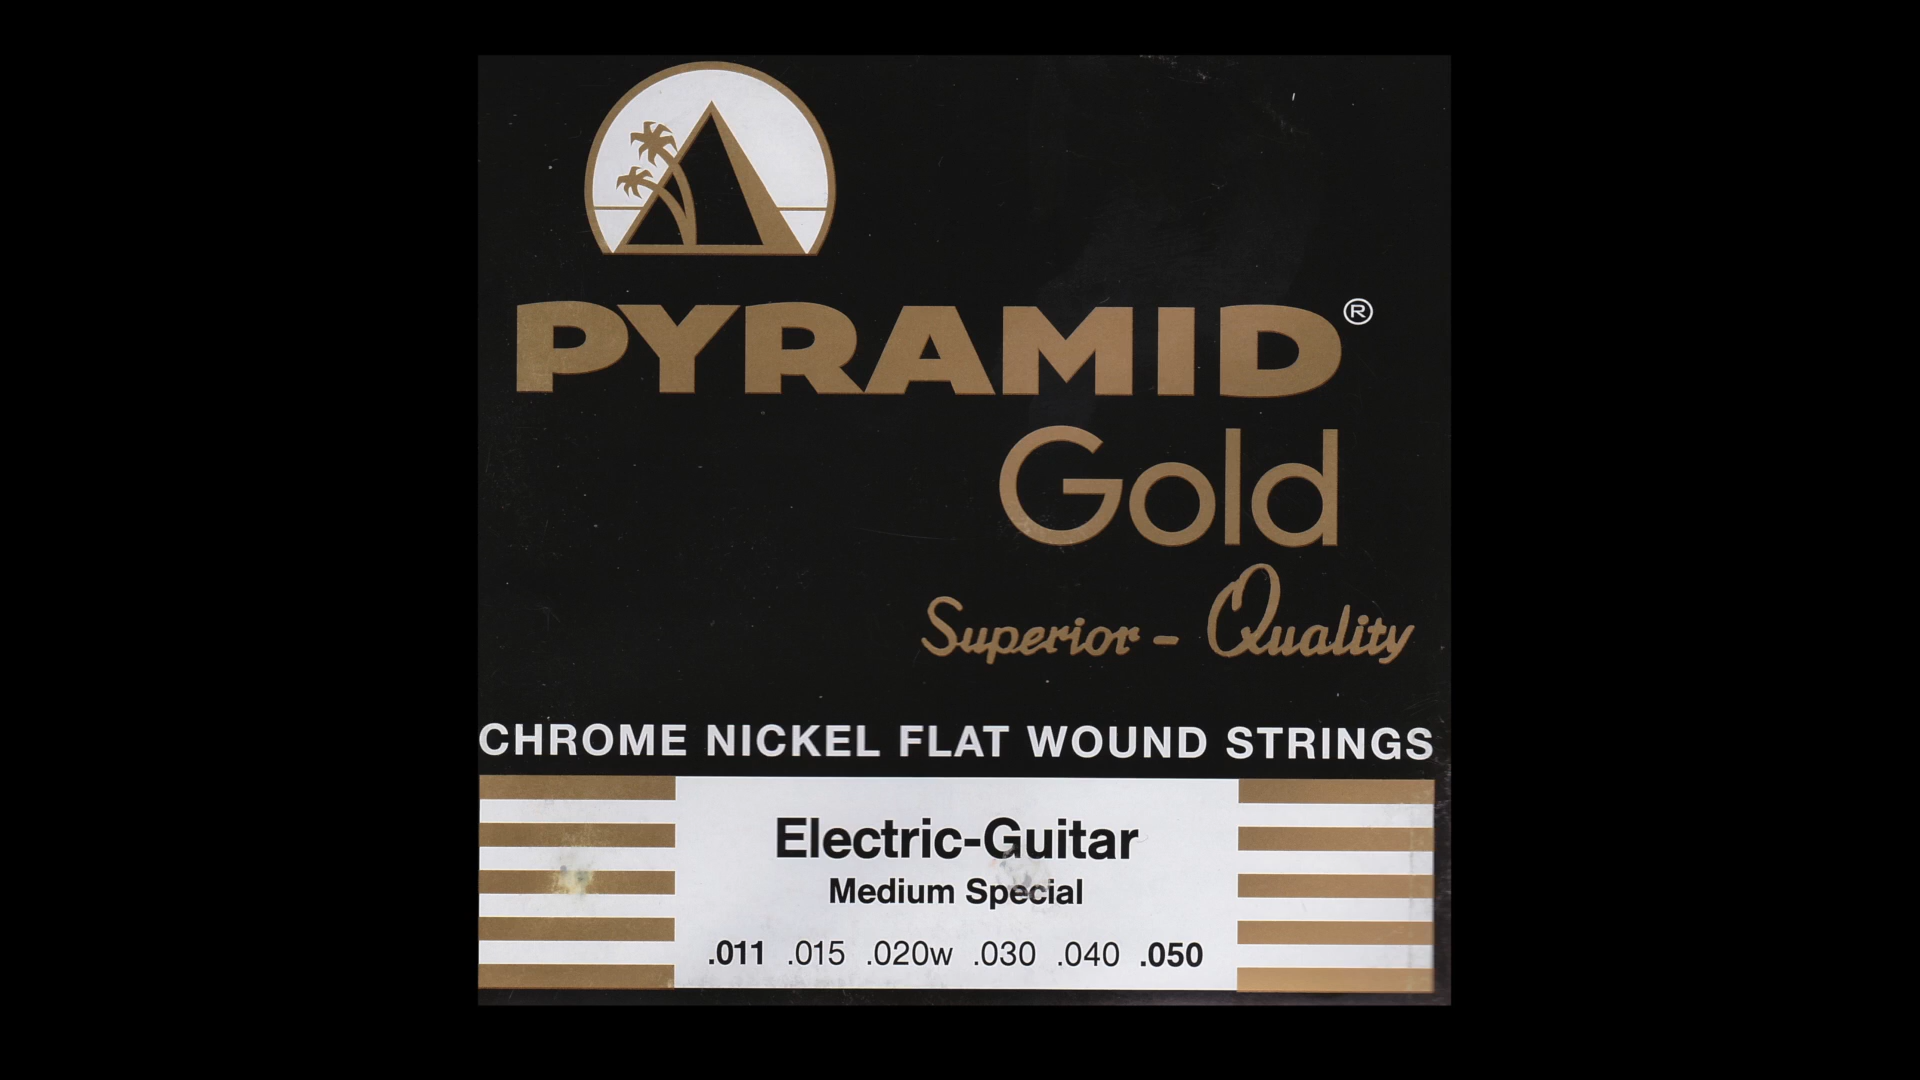 PYRAMID®
Gold
Superior - Quality
CHROME NICKEL FLAT WOUND STRINGS
Electric-Guitar
Medium Special
.011 .015 .020w .030 .040 .050